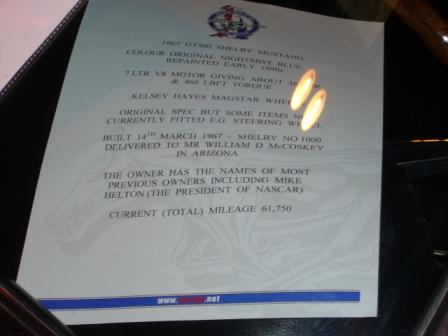 1967 GT500 SHELBY MUSTANG
COLOUR ORIGINAL NIGHTMIST BLUE
REPAINTED EARLY 1990s
7 LTR V8 MOTOR GIVING ABOUT
& 460 LBFT TORQUE
KELSEY HAYES MAGSTAR
ORIGINAL SPEC BUT SOME ITEMS
CURRENTLY FITTED E.G. STEERING
BUILT 14TH MARCH 1967 - SHELBY NO 1000
DELIVERED TO MR WILLIAM D McCOSKEY
IN ARIZONA
THE OWNER HAS THE NAMES OF MOST
PREVIOUS OWNERS INCLUDING MIKE
HELTON (THE PRESIDENT OF NASCAR)
CURRENT (TOTAL) MILEAGE 61,750